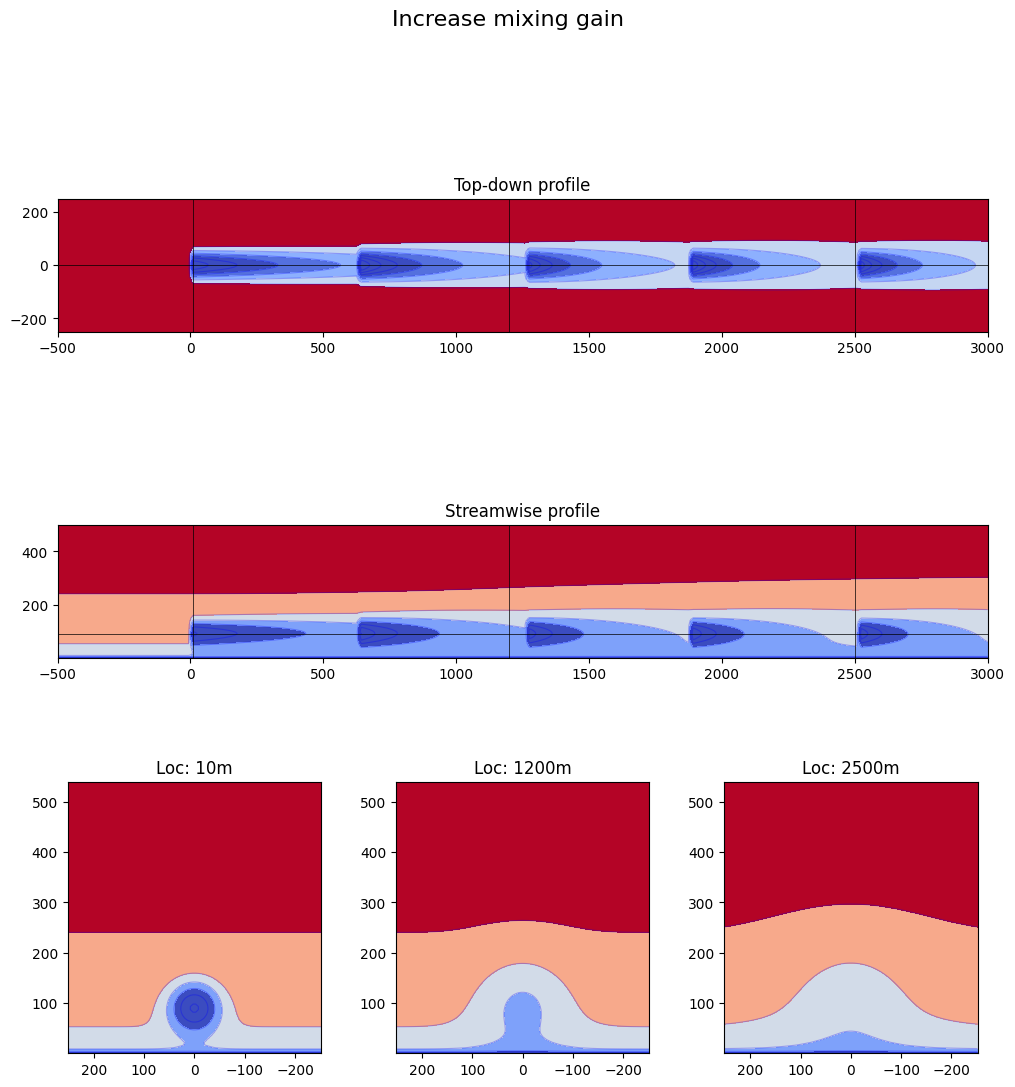 Increase mixing gain
Top-down profile
200
0
−200
−500 0 500 1000 1500 2000 2500 3000
Streamwise profile
400
200
−500 0 500 1000 1500 2000 2500 3000
Loc: 10m Loc: 1200m Loc: 2500m
500 500 500
400 400 400
300 300 300
200 200 200
100 100 100
200 100 0 −100 −200 200 100 0 −100 −200 200 100 0 −100 −200